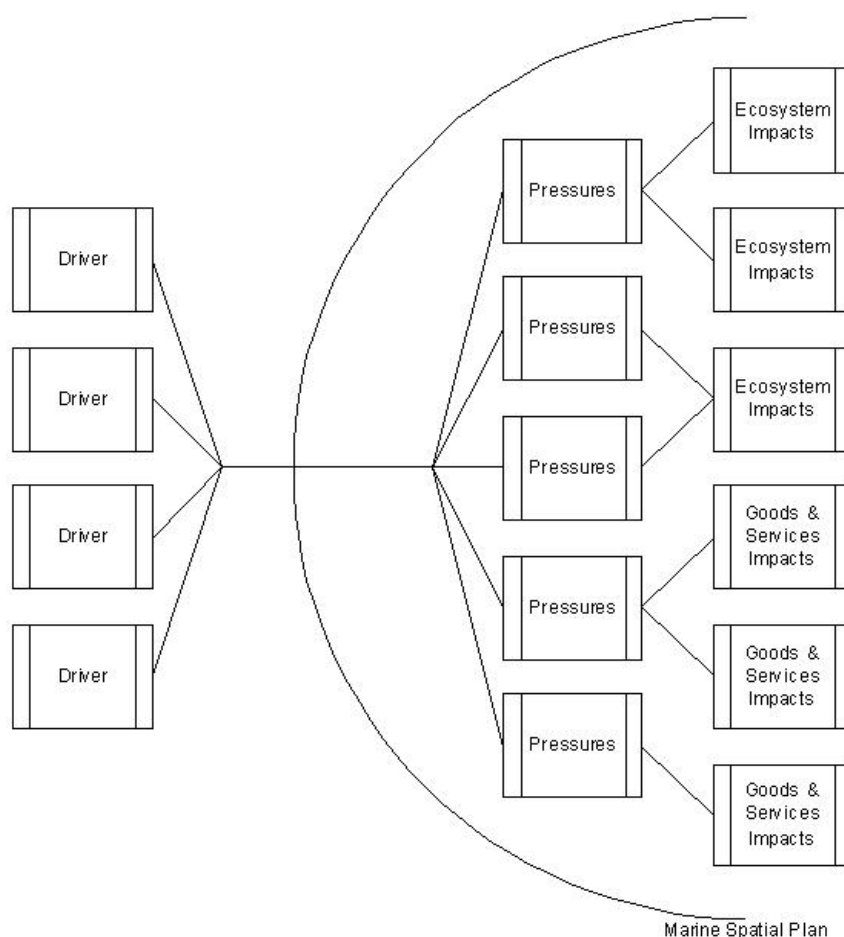 Driver
Driver
Driver
Driver
Pressures
Pressures
Pressures
Pressures
Pressures
Ecosystem
Impacts
Ecosystem
Impacts
Ecosystem
Impacts
Goods &
Services
Impacts
Goods &
Services
Impacts
Goods &
Services
Impacts
Marine Spatial Plan